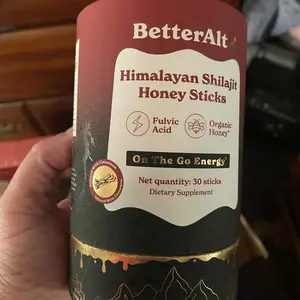 BetterAlt
Himalayan Shilajit
Honey Sticks
Fulvic
Acid
Organic
Honey*
On The Go Energy*
Net quantity: 30 sticks
Dietary Supplement